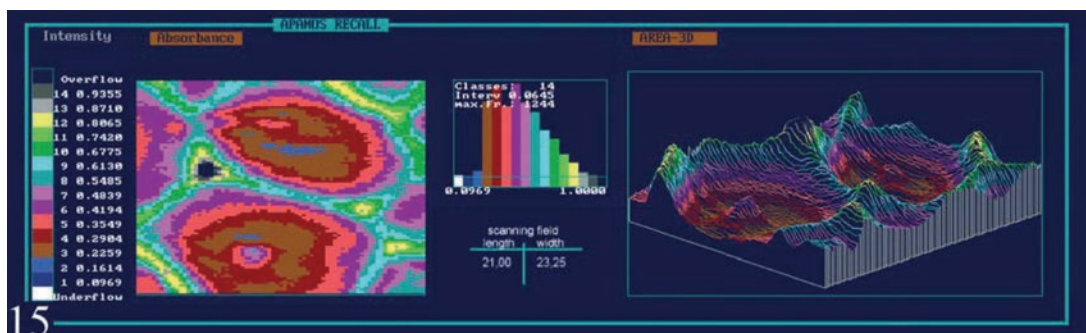 APAMOS RECALL
Intensity
Absorbance
AREA-3D
Overflow
14 0.9355
13 0.8710
12 0.8065
11 0.7420
10 0.6775
9 0.6130
8 0.5485
7 0.4839
6 0.4194
5 0.3549
4 0.2904
3 0.2259
2 0.1614
1 0.0969
Underflow
Classes: 14
Interv 0.0645
max.Fr.: 1244
0.0969 1.0000
scanning field
length width
21,00 23,25
15